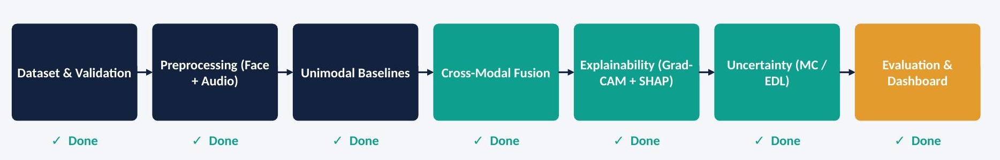 Dataset & Validation
Preprocessing (Face
+ Audio)
Unimodal Baselines
Cross-Modal Fusion
Explainability (Grad-
CAM + SHAP)
Uncertainty (MC /
EDL)
Evaluation &
Dashboard
✓ Done
✓ Done
✓ Done
✓ Done
✓ Done
✓ Done
✓ Done